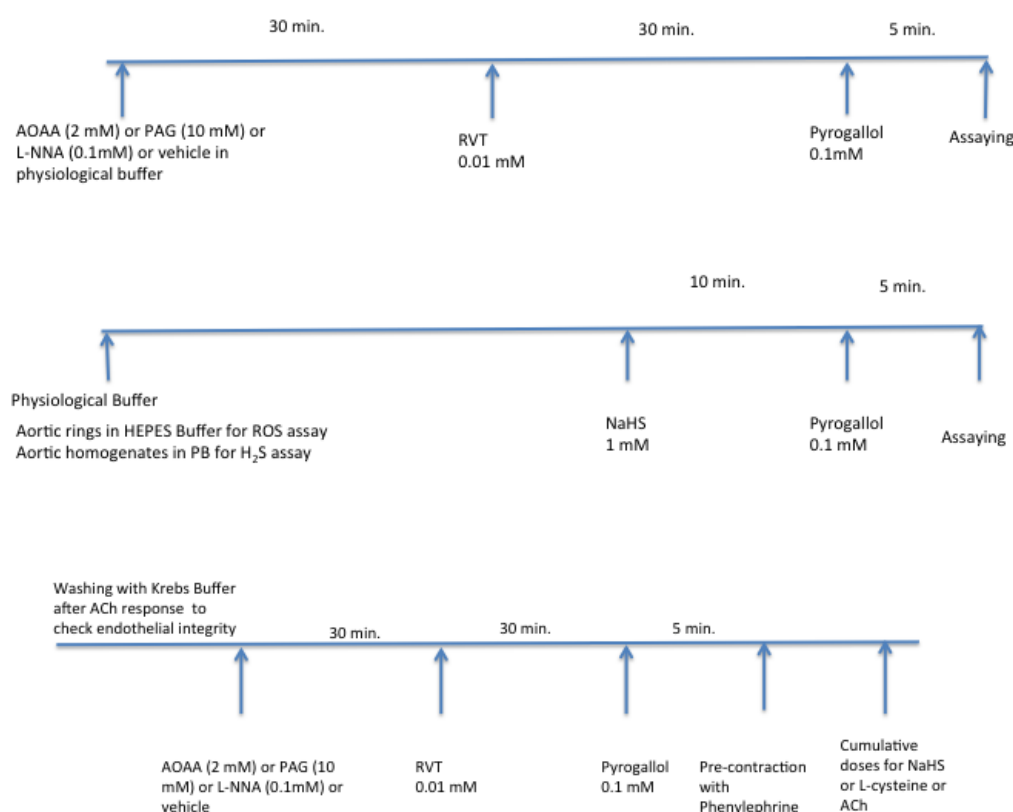 30 min.
30 min.
5 min.
AOAA (2 mM) or PAG (10 mM) or
L-NNA (0.1mM) or vehicle in
physiological buffer
RVT
0.01 mM
Pyrogallol
0.1mM
Assaying
10 min.
5 min.
Physiological Buffer
Aortic rings in HEPES Buffer for ROS assay
Aortic homogenates in PB for H₂S assay
NaHS
1 mM
Pyrogallol
0.1 mM
Assaying
Washing with Krebs Buffer
after ACh response to
check endothelial integrity
30 min.
30 min.
5 min.
AOAA (2 mM) or PAG (10
mM) or L-NNA (0.1mM) or
vehicle
RVT
0.01 mM
Pyrogallol
0.1 mM
Pre-contraction
with
Phenylephrine
Cumulative
doses for NaHS
or L-cysteine or
ACh